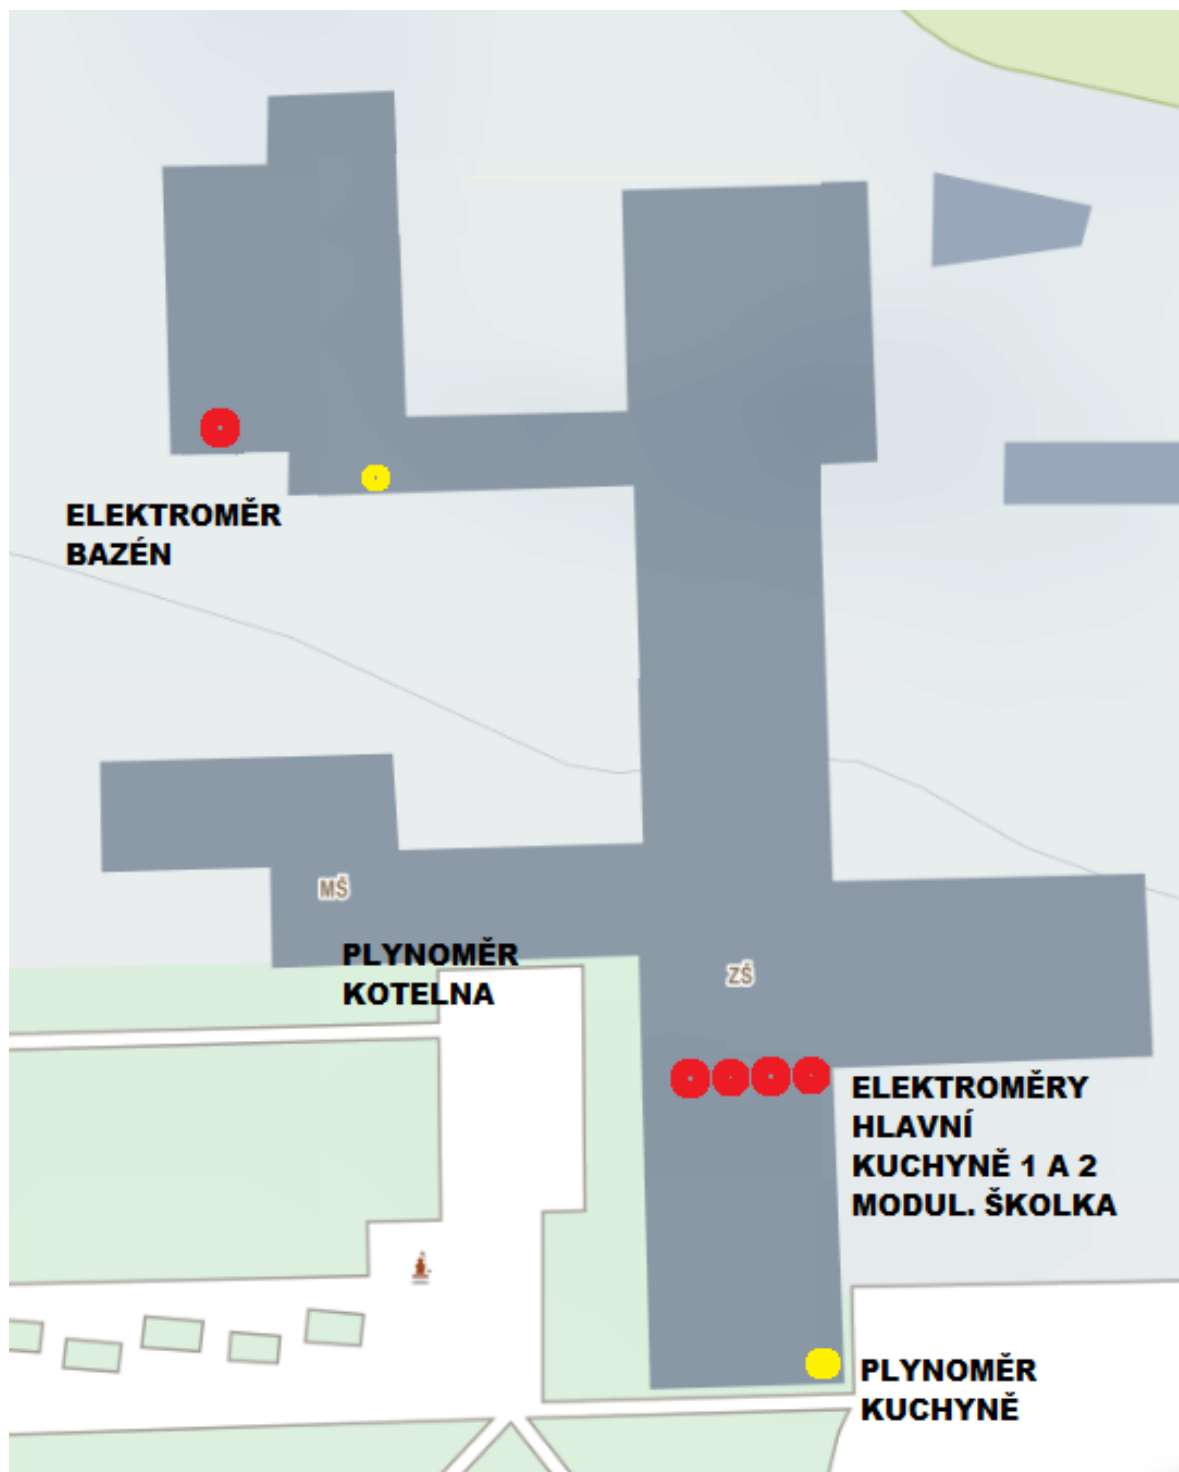 ELEKTROMĚR
BAZÉN
MŠ
PLYNOMĚR
KOTELNA
ZŠ
ELEKTROMĚRY
HLAVNÍ
KUCHYNĚ 1 A 2
MODUL. ŠKOLKA
PLYNOMĚR
KUCHYNĚ